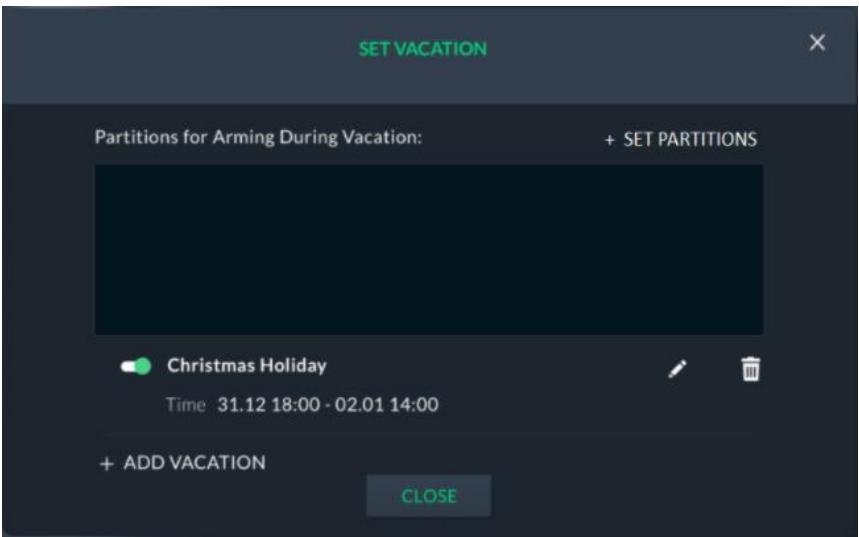 SET VACATION
Partitions for Arming During Vacation:
+ SET PARTITIONS
Christmas Holiday
Time 31.12 18:00 - 02.01 14:00
+ ADD VACATION
CLOSE